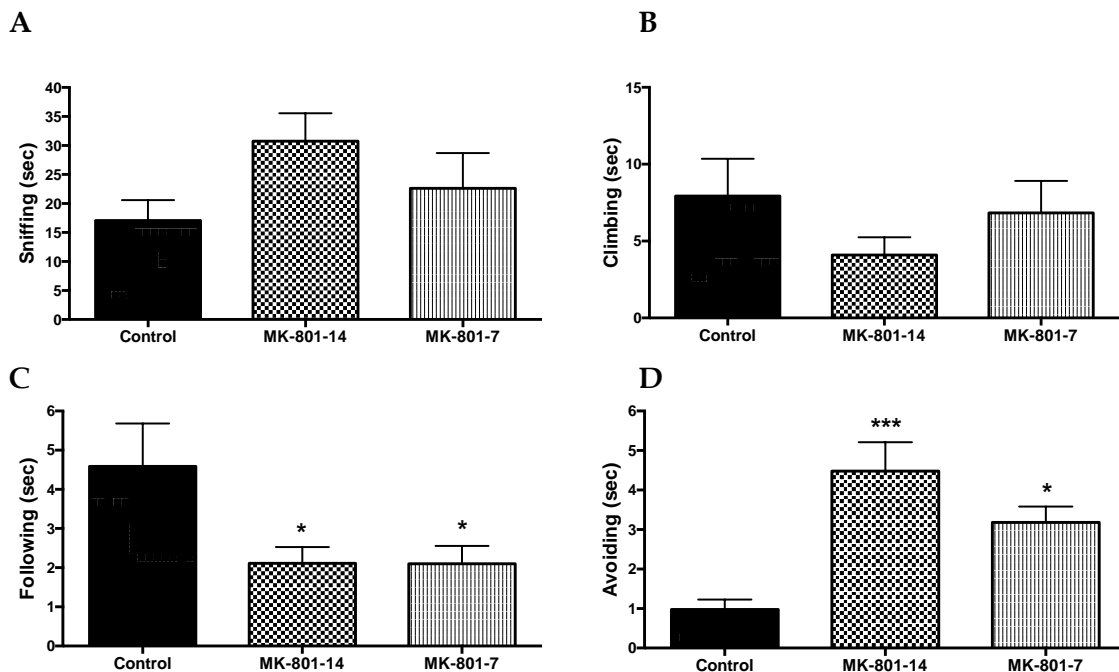 A
Sniffing (sec)
40
35
30
25
20
15
10
5
0
Control MK-801-14 MK-801-7
B
Climbing (sec)
15
10
5
0
Control MK-801-14 MK-801-7
C
Following (sec)
6
5
4
3
2
1
0
* *
Control MK-801-14 MK-801-7
D
Avoiding (sec)
6
5
4
3
2
1
0
*** *
Control MK-801-14 MK-801-7